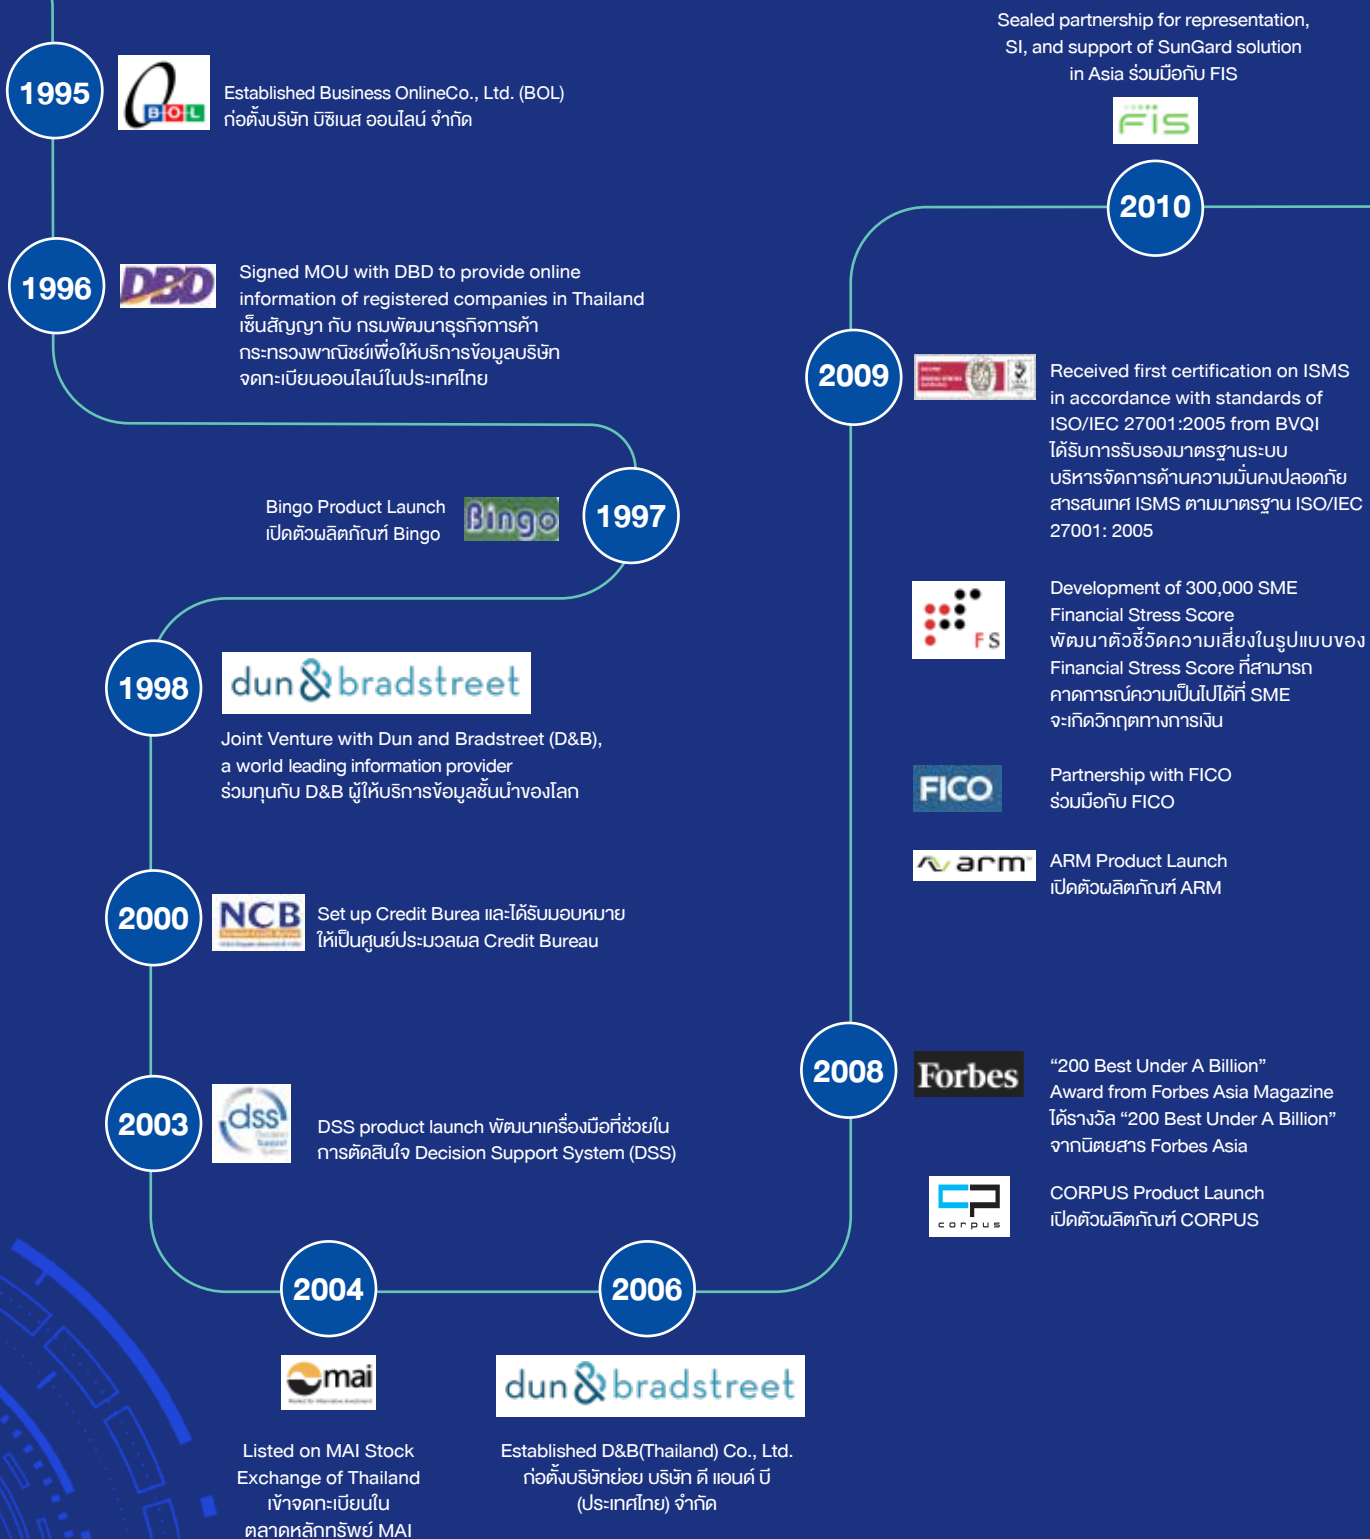 1995
BOL
Established Business OnlineCo., Ltd. (BOL)
ก่อตั้งบริษัท บิซิเนส ออนไลน์ จำกัด
1996
DBD
Signed MOU with DBD to provide online
information of registered companies in Thailand
เซ็นสัญญา กับ กรมพัฒนาธุรกิจการค้า
กระทรวงพาณิชย์เพื่อให้บริการข้อมูลบริษัท
จดทะเบียนออนไลน์ในประเทศไทย
Bingo Product Launch
เปิดตัวผลิตภัณฑ์ Bingo
Bingo
1997
1998
dun & bradstreet
Joint Venture with Dun and Bradstreet (D&B),
a world leading information provider
ร่วมทุนกับ D&B ผู้ให้บริการข้อมูลชั้นนำของโลก
2000
NCB
Set up Credit Burea และได้รับมอบหมาย
ให้เป็นศูนย์ประมวลผล Credit Bureau
2003
dss
DSS product launch พัฒนาเครื่องมือที่ช่วยใน
การตัดสินใจ Decision Support System (DSS)
2004
mai
Listed on MAI Stock
Exchange of Thailand
เข้าจดทะเบียนใน
ตลาดหลักทรัพย์ MAI
2006
dun & bradstreet
Established D&B(Thailand) Co., Ltd.
ก่อตั้งบริษัทย่อย บริษัท ดี แอนด์ บี
(ประเทศไทย) จำกัด
2008
Forbes
“200 Best Under A Billion”
Award from Forbes Asia Magazine
ได้รางวัล “200 Best Under A Billion”
จากนิตยสาร Forbes Asia
corpus
CORPUS Product Launch
เปิดตัวผลิตภัณฑ์ CORPUS
2009
Received first certification on ISMS
in accordance with standards of
ISO/IEC 27001:2005 from BVQI
ได้รับการรับรองมาตรฐานระบบ
บริหารจัดการด้านความมั่นคงปลอดภัย
สารสนเทศ ISMS ตามมาตรฐาน ISO/IEC
27001: 2005
FS
Development of 300,000 SME
Financial Stress Score
พัฒนาตัวชี้วัดความเสี่ยงในรูปแบบของ
Financial Stress Score ที่สามารถ
คาดการณ์ความเป็นไปได้ที่ SME
จะเกิดวิกฤตทางการเงิน
FICO
Partnership with FICO
ร่วมมือกับ FICO
arm
ARM Product Launch
เปิดตัวผลิตภัณฑ์ ARM
Sealed partnership for representation,
SI, and support of SunGard solution
in Asia ร่วมมือกับ FIS
FIS
2010